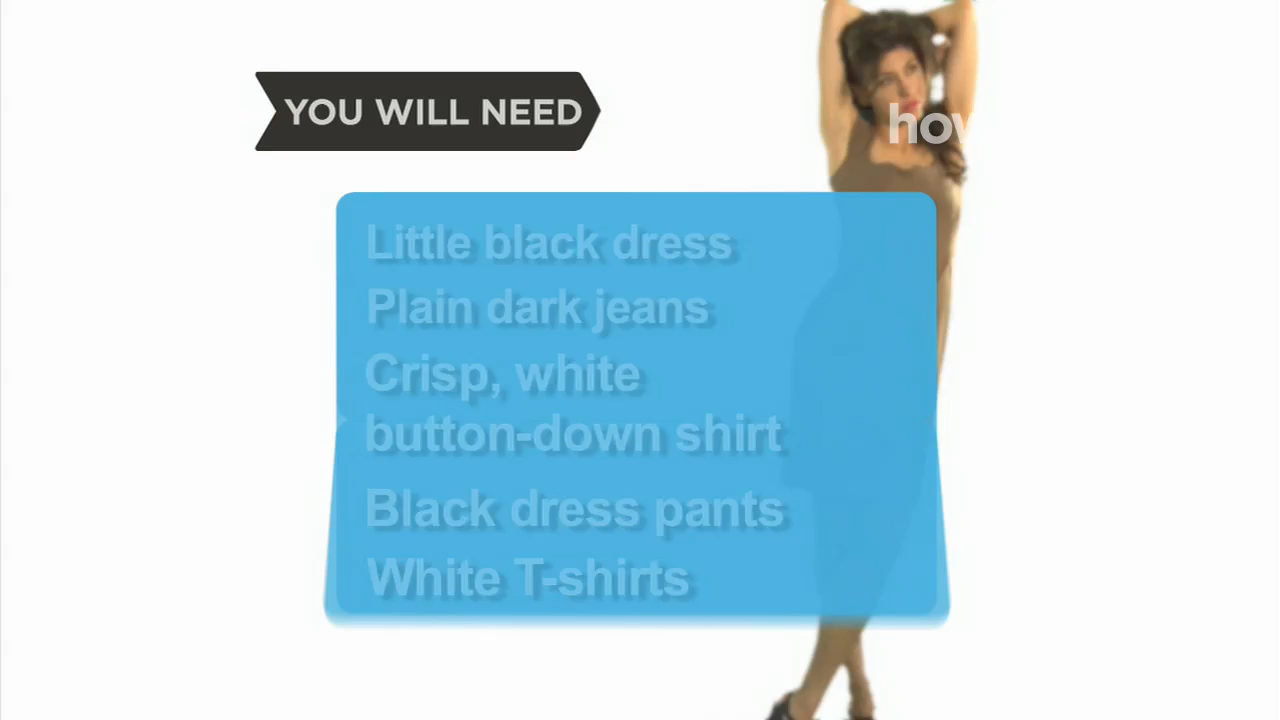 YOU WILL NEED
how
Little black dress
Plain dark jeans
Crisp, white
button-down shirt
Black dress pants
White T-shirts